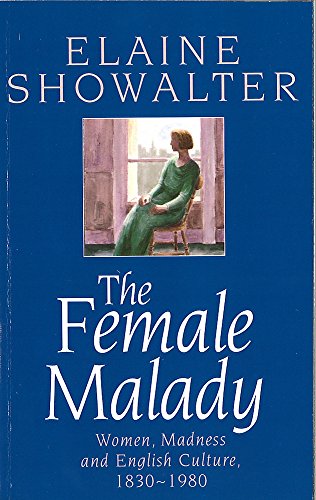 ELAINE
SHOWALTER
The
Female
Malady
Women, Madness
and English Culture,
1830~1980